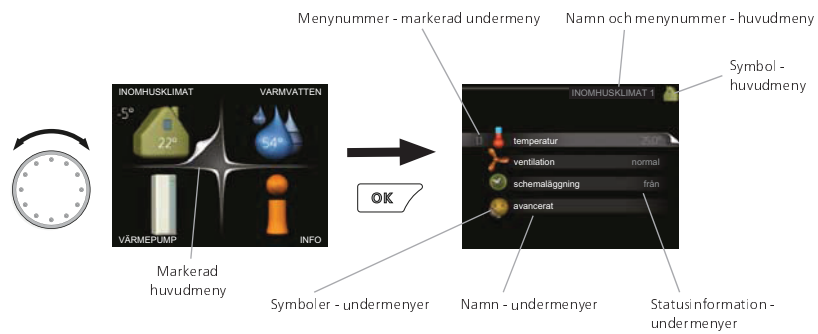 Menynummer - markerad undermeny
Namn och menynummer - huvudmeny
Symbol -
huvudmeny
INOMHUSKLIMAT
VARMVATTEN
-5°
22°
54°
VÄRMEPUMP
INFO
OK
INOMHUSKLIMAT 1
temperatur
ventilation
normal
schemaläggning
från
avancerat
Markerad
huvudmeny
Symboler - undermenyer
Namn - undermenyer
Statusinformation -
undermenyer